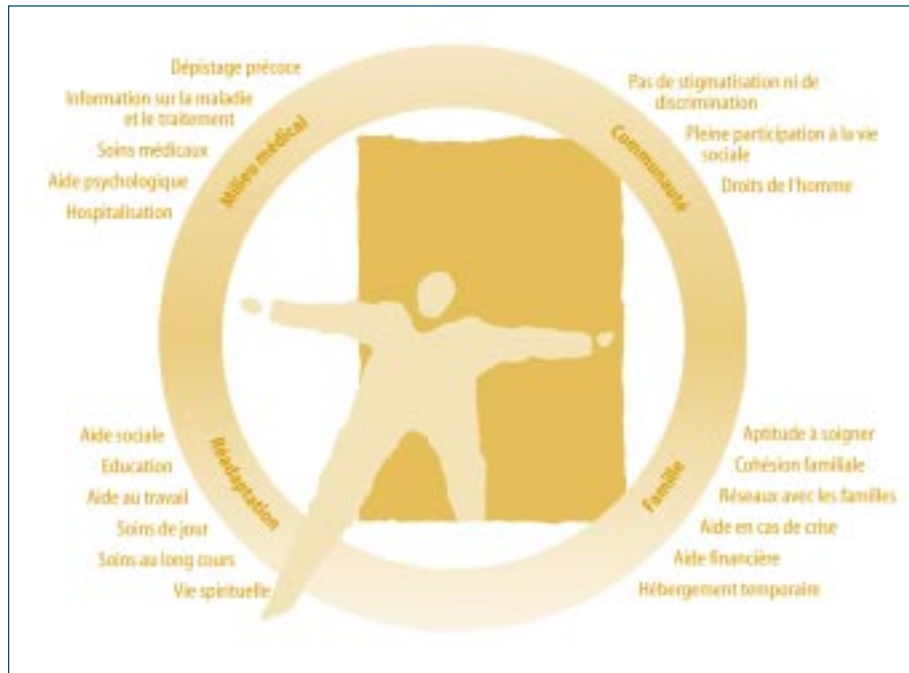 Dépistage précoce
Information sur la maladie
et le traitement
Soins médicaux
Aide psychologique
Hospitalisation
Milieu médical
Pas de stigmatisation ni de
discrimination
Pleine participation à la vie
sociale
Droits de l'homme
Communauté
Aide sociale
Education
Aide au travail
Soins de jour
Soins au long cours
Vie spirituelle
Réadaptation
Aptitude à soigner
Cohésion familiale
Réseaux avec les familles
Aide en cas de crise
Aide financière
Hébergement temporaire
Famille